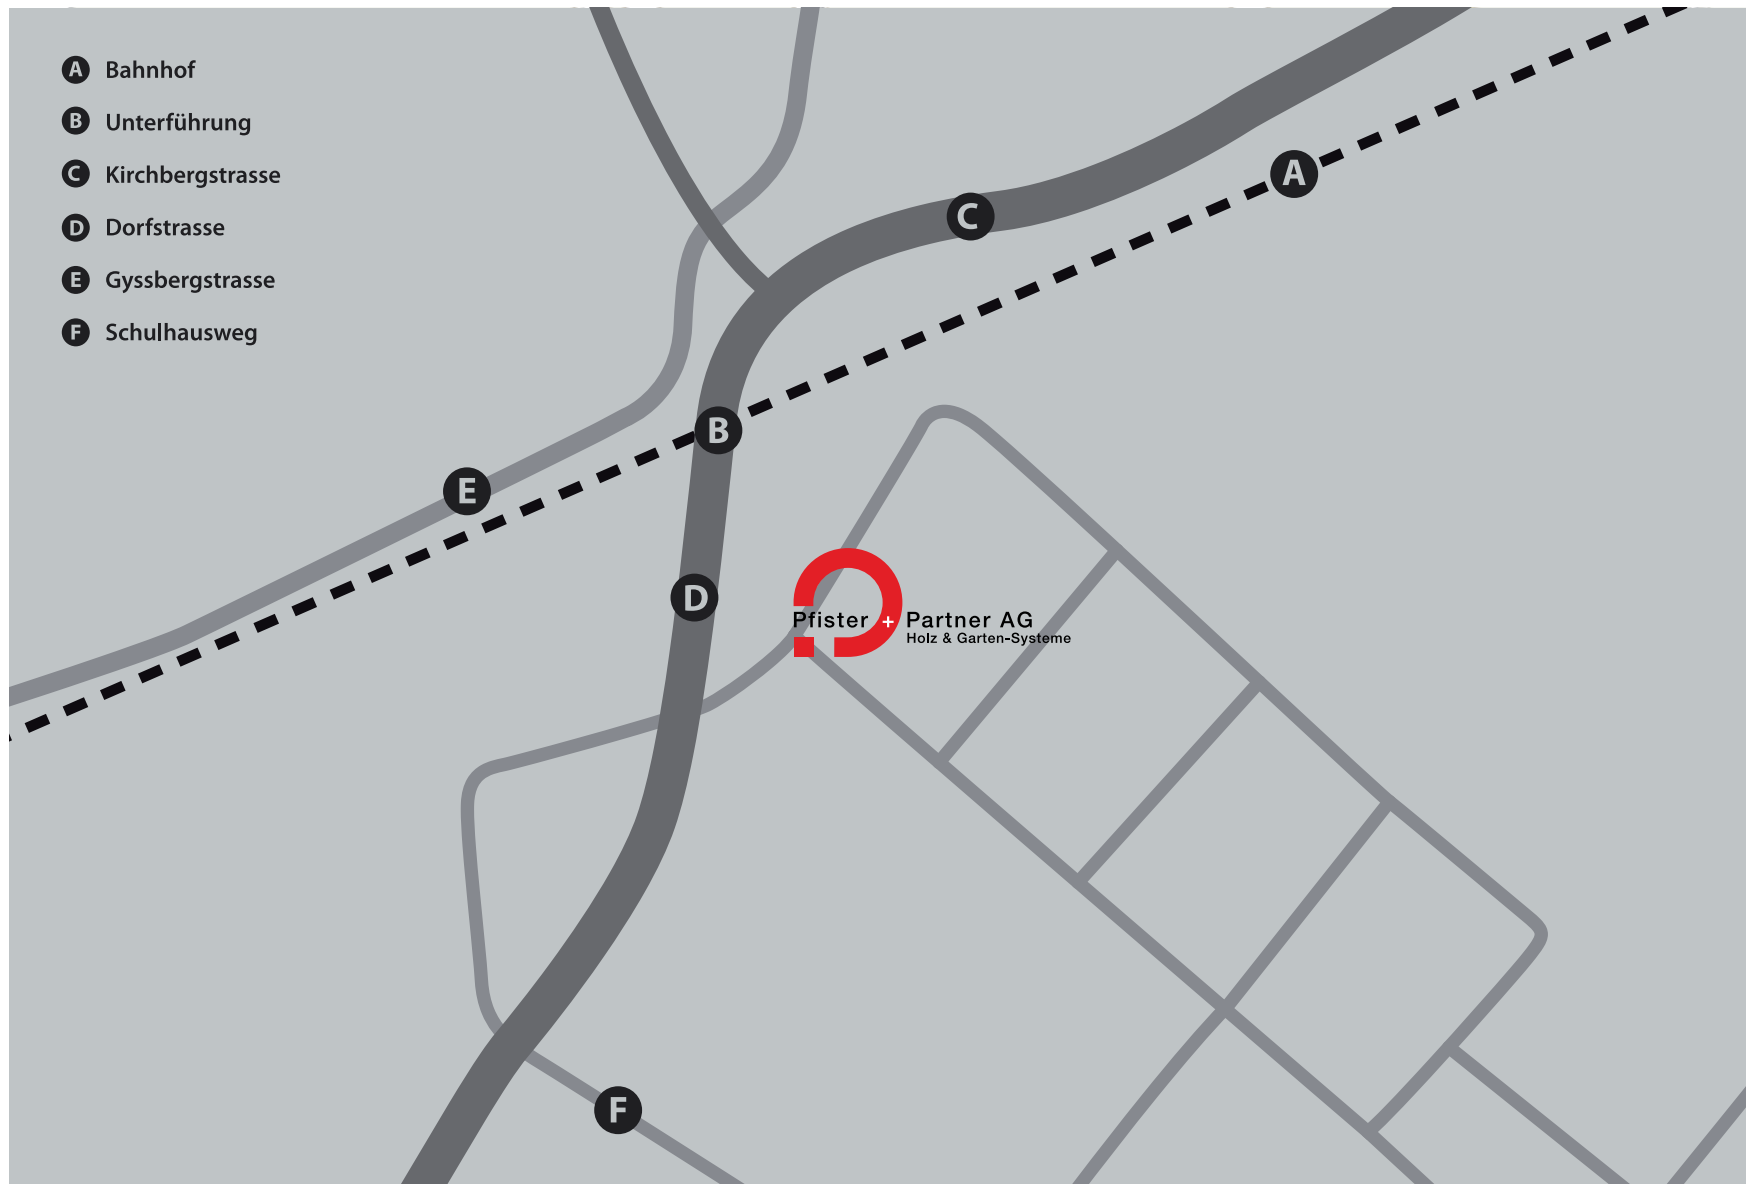 A Bahnhof
B Unterführung
C Kirchbergstrasse
D Dorfstrasse
E Gyssbergstrasse
F Schulhausweg
A
C
B
E
D
Pfister + Partner AG
Holz & Garten-Systeme
F